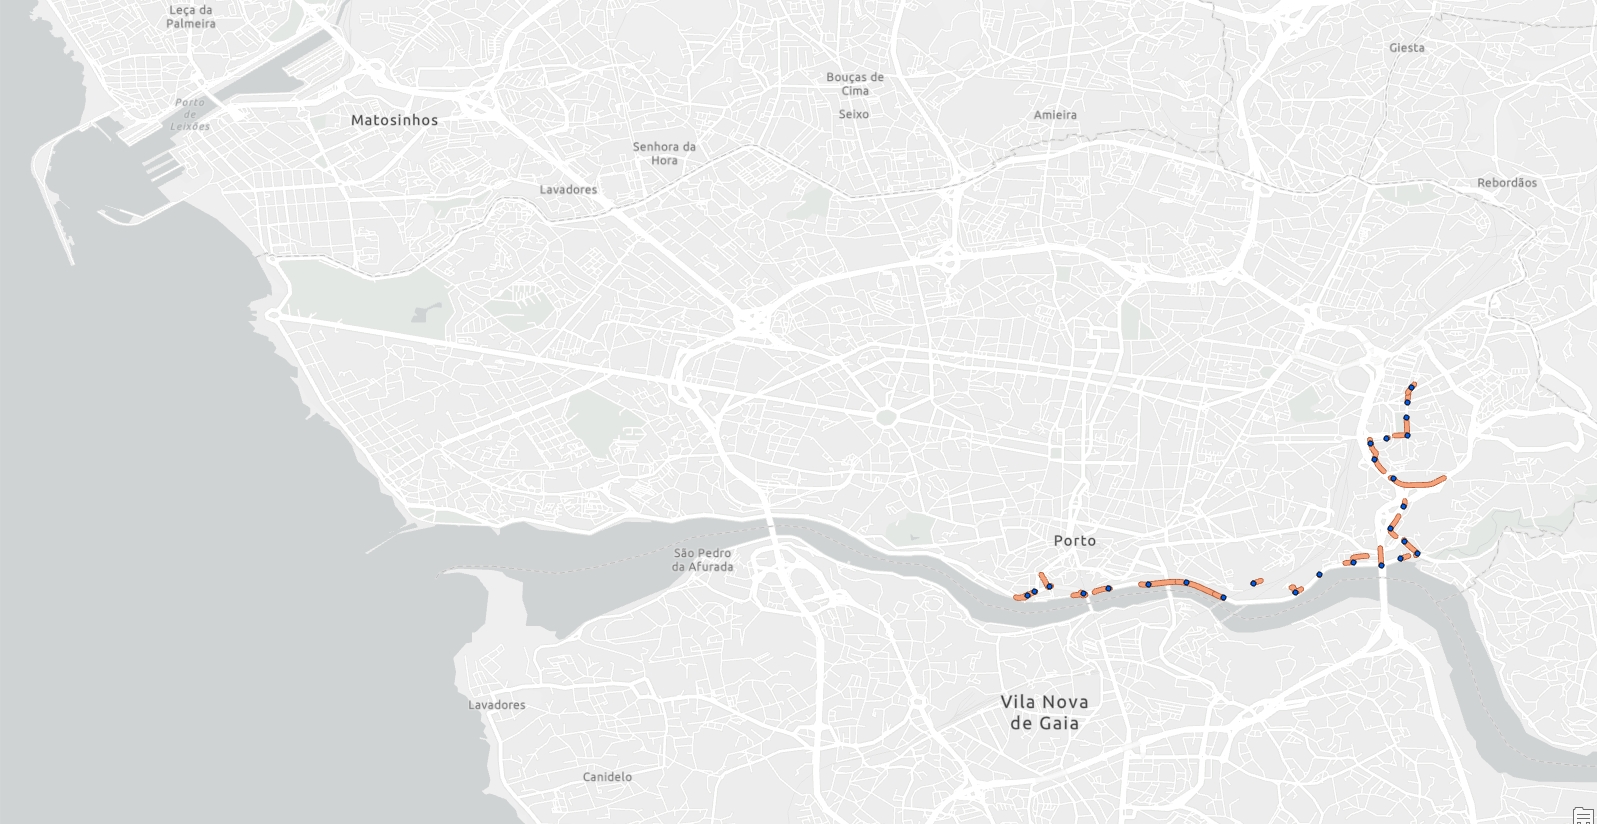 Leça da
Palmeira
Porto
de
Leixões
Matosinhos
Giesta
Bouças de
Cima
Seixo
Amieira
Senhora da
Hora
Lavadores
Rebordãos
Porto
São Pedro
da Afurada
Vila Nova
de Gaia
Lavadores
Canidelo